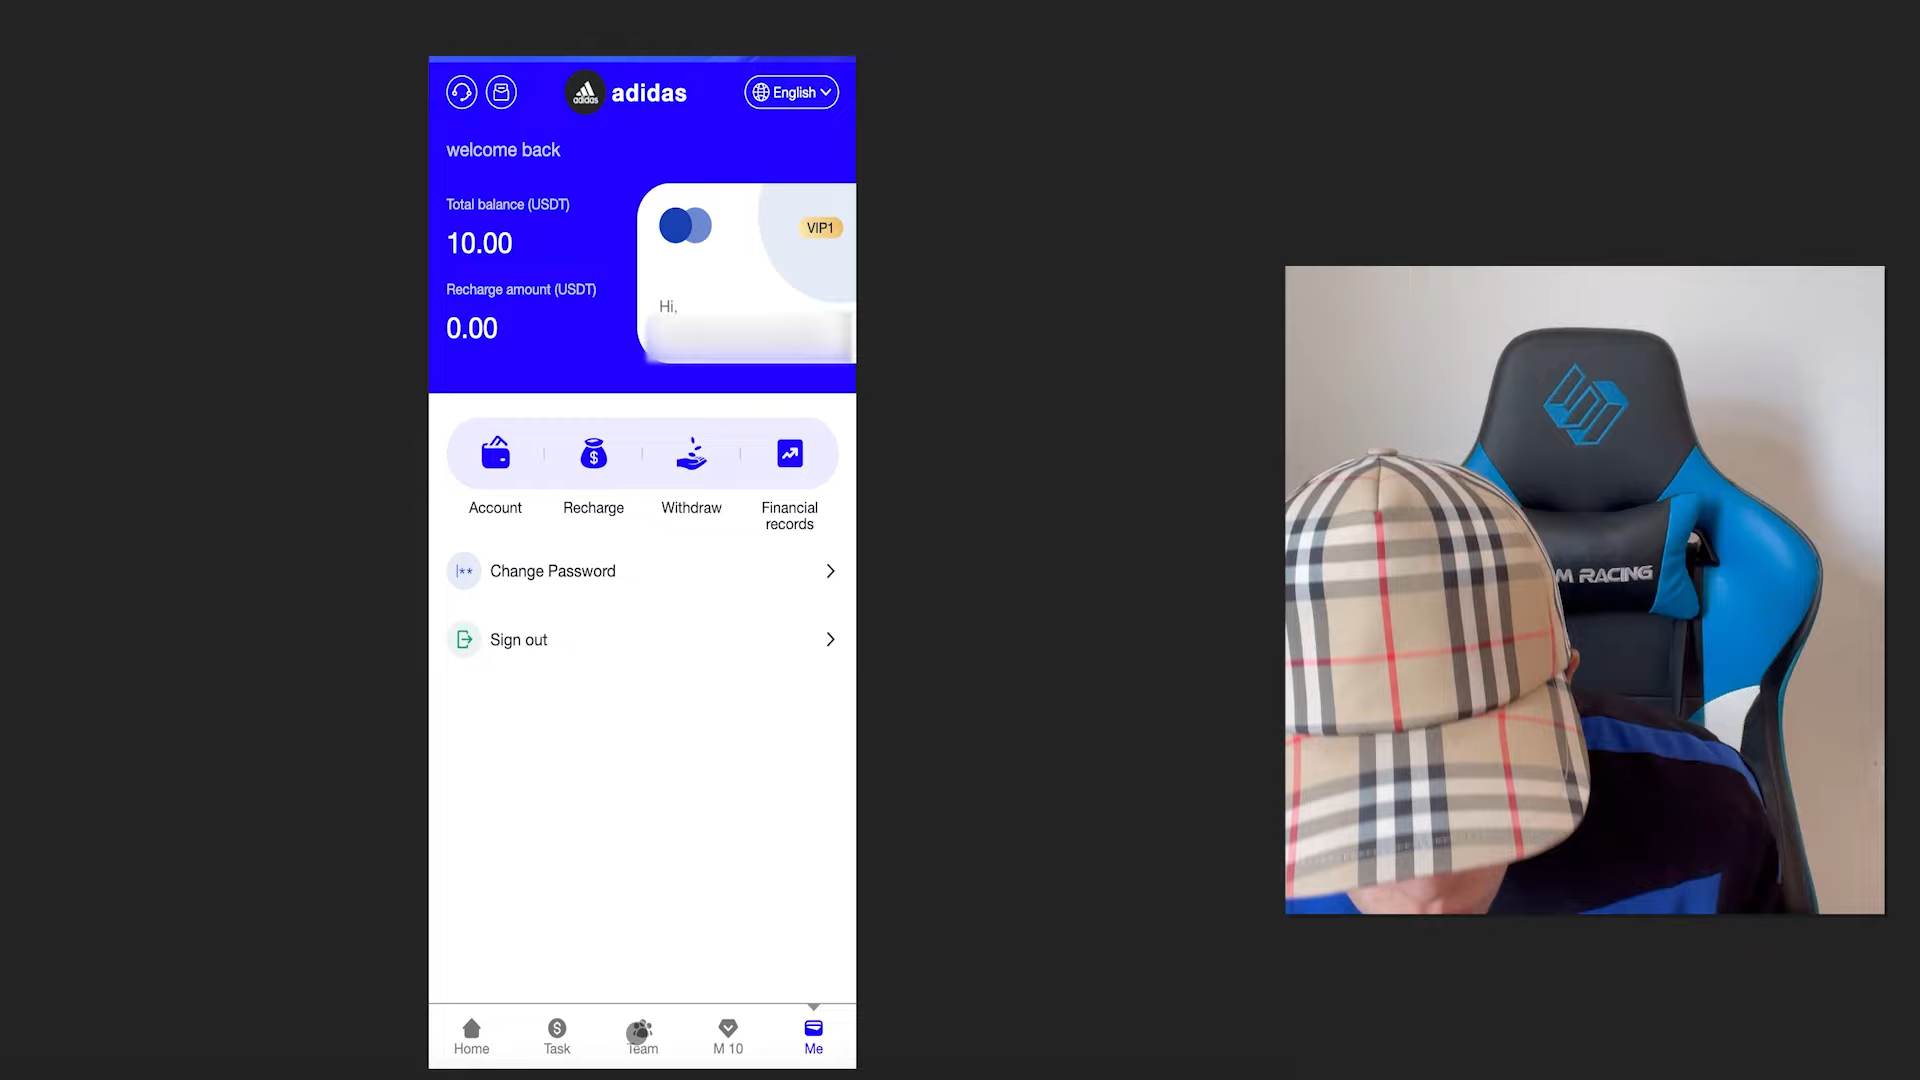 adidas
adidas
English
welcome back
Total balance (USDT)
10.00
VIP1
Recharge amount (USDT)
0.00
Hi,
Account
Recharge
Withdraw
Financial
records
|** Change Password
Sign out
Home
Task
Team
M 10
Me
M RACING